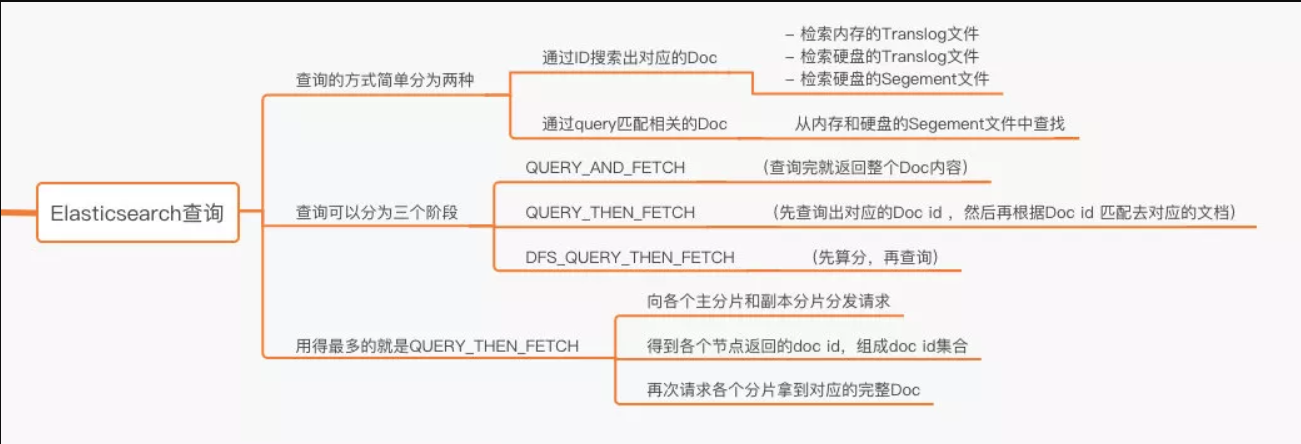 Elasticsearch查询
查询的方式简单分为两种
通过ID搜索出对应的Doc
- 检索内存的Translog文件
- 检索硬盘的Translog文件
- 检索硬盘的Segement文件
通过query匹配相关的Doc
从内存和硬盘的Segement文件中查找
查询可以分为三个阶段
QUERY_AND_FETCH
（查询完就返回整个Doc内容）
QUERY_THEN_FETCH
（先查询出对应的Doc id ，然后再根据Doc id 匹配去对应的文档）
DFS_QUERY_THEN_FETCH
（先算分，再查询）
用得最多的就是QUERY_THEN_FETCH
向各个主分片和副本分片分发请求
得到各个节点返回的doc id，组成doc id集合
再次请求各个分片拿到对应的完整Doc